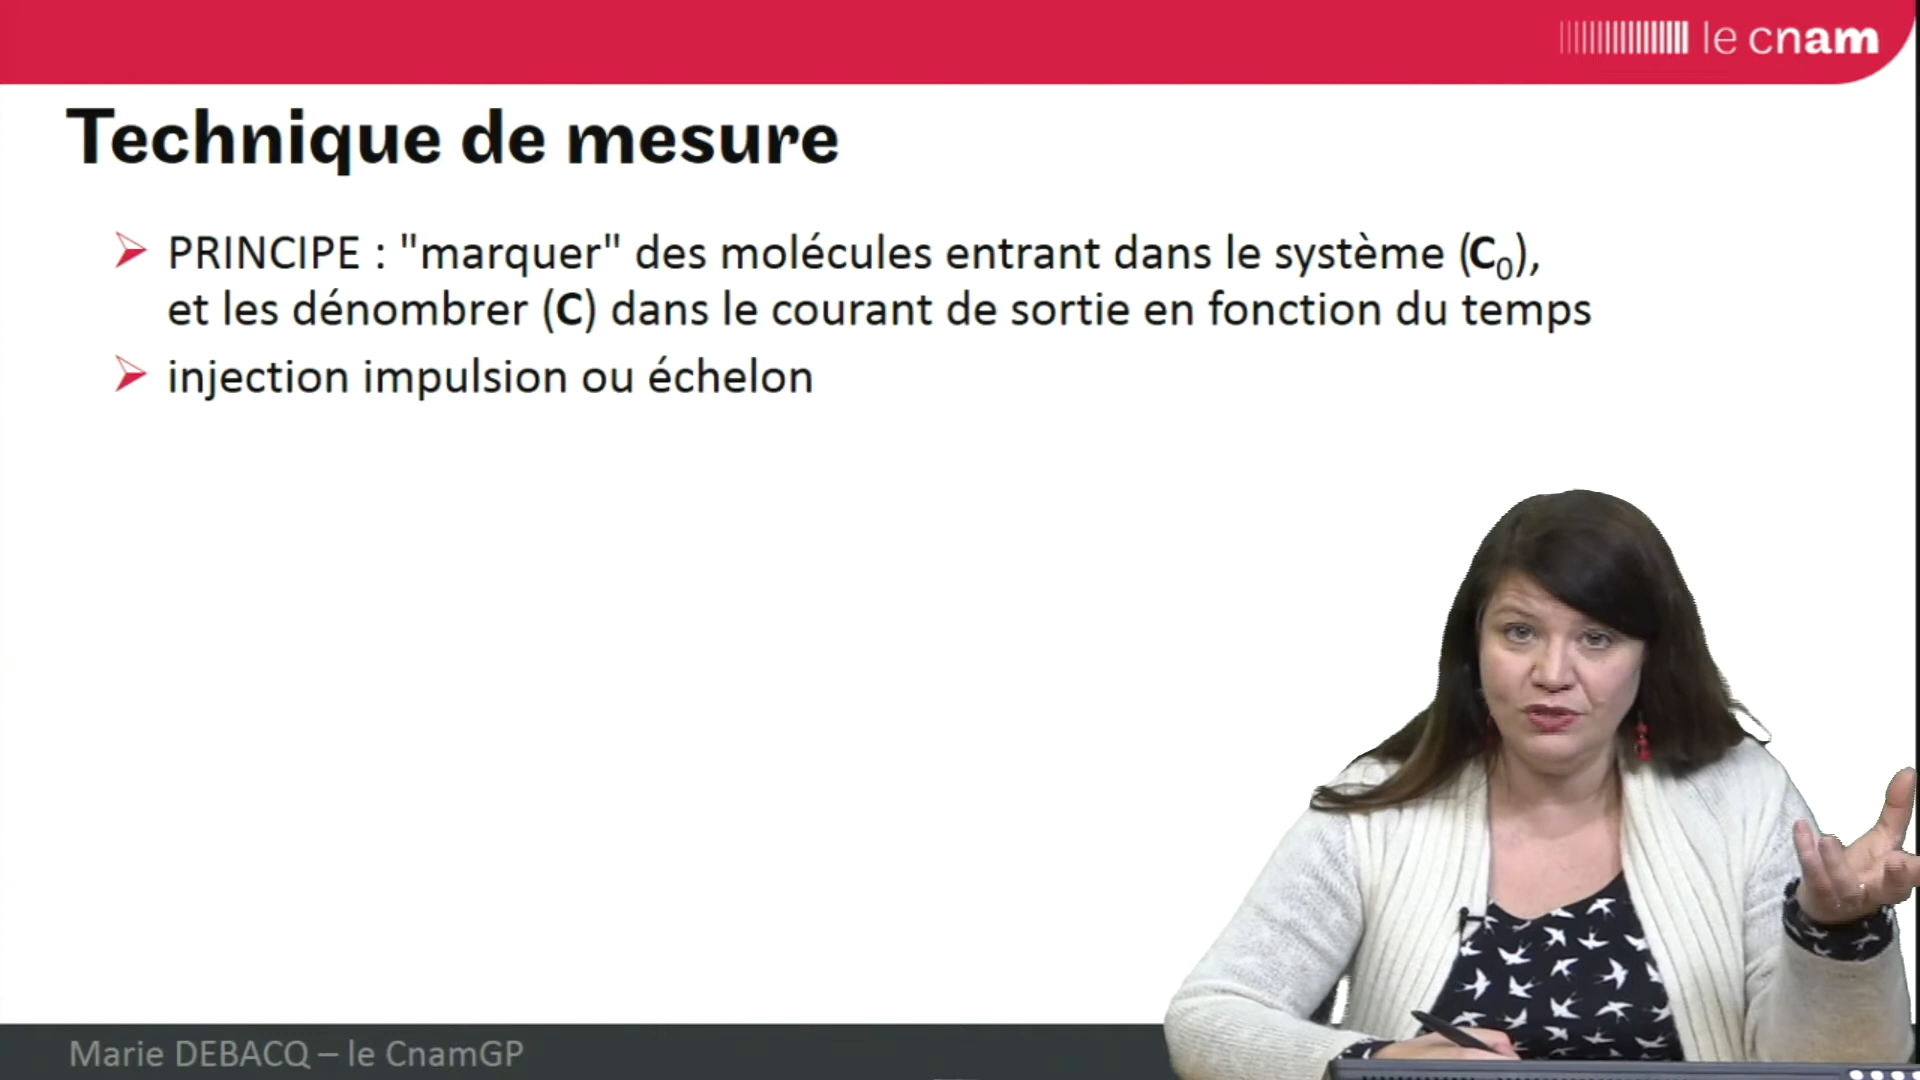 le cnam
Technique de mesure
PRINCIPE : "marquer" des molécules entrant dans le système (C₀),
et les dénombrer (C) dans le courant de sortie en fonction du temps
injection impulsion ou échelon
Marie DEBACQ – le CnamGP